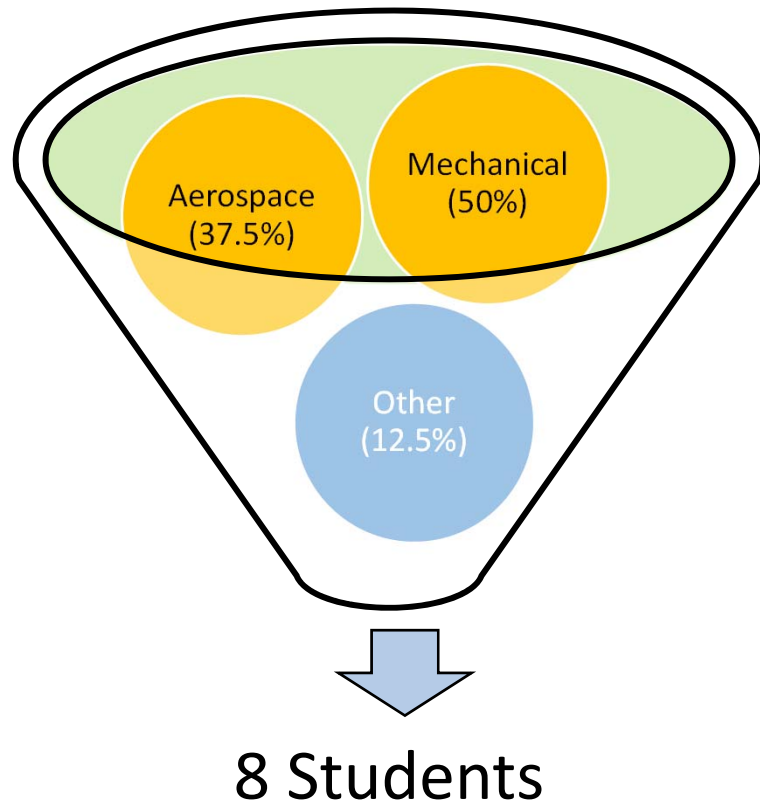 Aerospace
(37.5%)
Mechanical
(50%)
Other
(12.5%)
8 Students